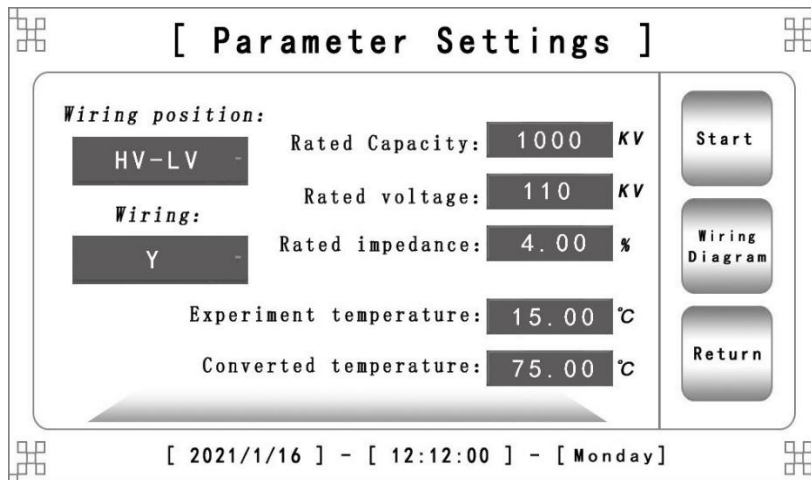 [ Parameter Settings ]
Wiring position:
HV-LV
Wiring:
Y
Rated Capacity: 1000 KV
Rated voltage: 110 KV
Rated impedance: 4.00 %
Experiment temperature: 15.00 ℃
Converted temperature: 75.00 ℃
Start
Wiring
Diagram
Return
[ 2021/1/16 ] - [ 12:12:00 ] - [Monday]